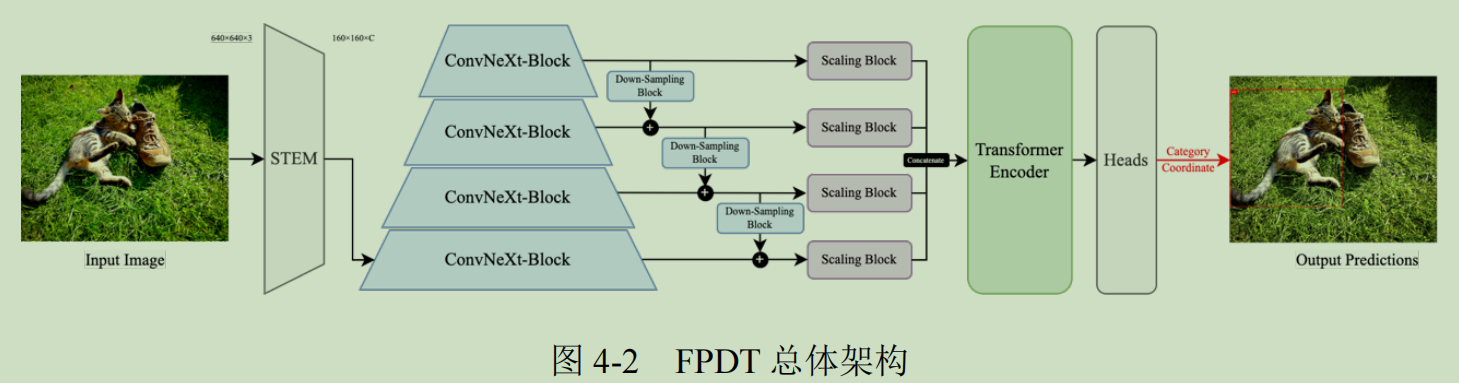 640×640×3
160×160×C
Input Image
STEM
ConvNeXt-Block
ConvNeXt-Block
ConvNeXt-Block
ConvNeXt-Block
Down-Sampling
Block
Down-Sampling
Block
Down-Sampling
Block
Scaling Block
Scaling Block
Scaling Block
Scaling Block
Concatenate
Transformer
Encoder
Heads
Category
Coordinate
Output Predictions
图 4-2 FPDT 总体架构